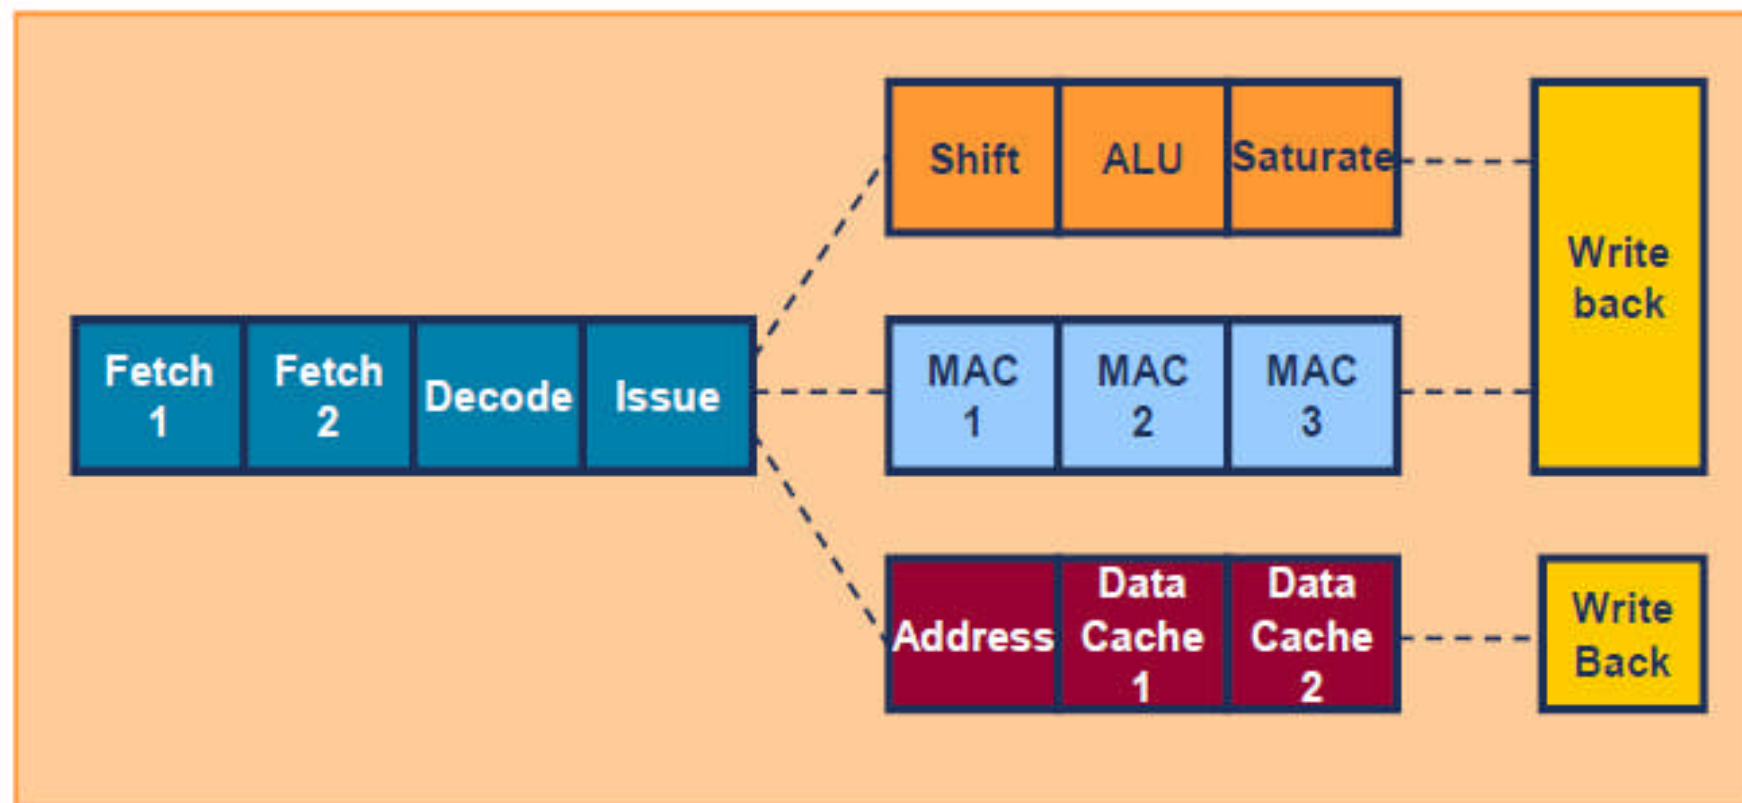 Shift
ALU
Saturate
Write
back
Fetch
1
Fetch
2
Decode
Issue
MAC
1
MAC
2
MAC
3
Address
Data
Cache
1
Data
Cache
2
Write
Back